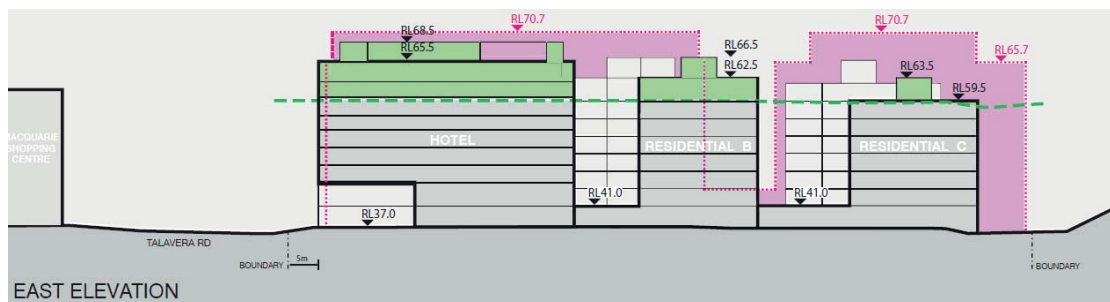 RL70.7
RL70.7
RL68.5
RL65.5
RL66.5
RL62.5
RL65.7
RL63.5
RL59.5
MACQUARIE
SHOPPING
CENTRE
HOTEL
RESIDENTIAL B
RESIDENTIAL C
RL37.0
RL41.0
RL41.0
TALAVERA RD
BOUNDARY
5m
BOUNDARY
EAST ELEVATION